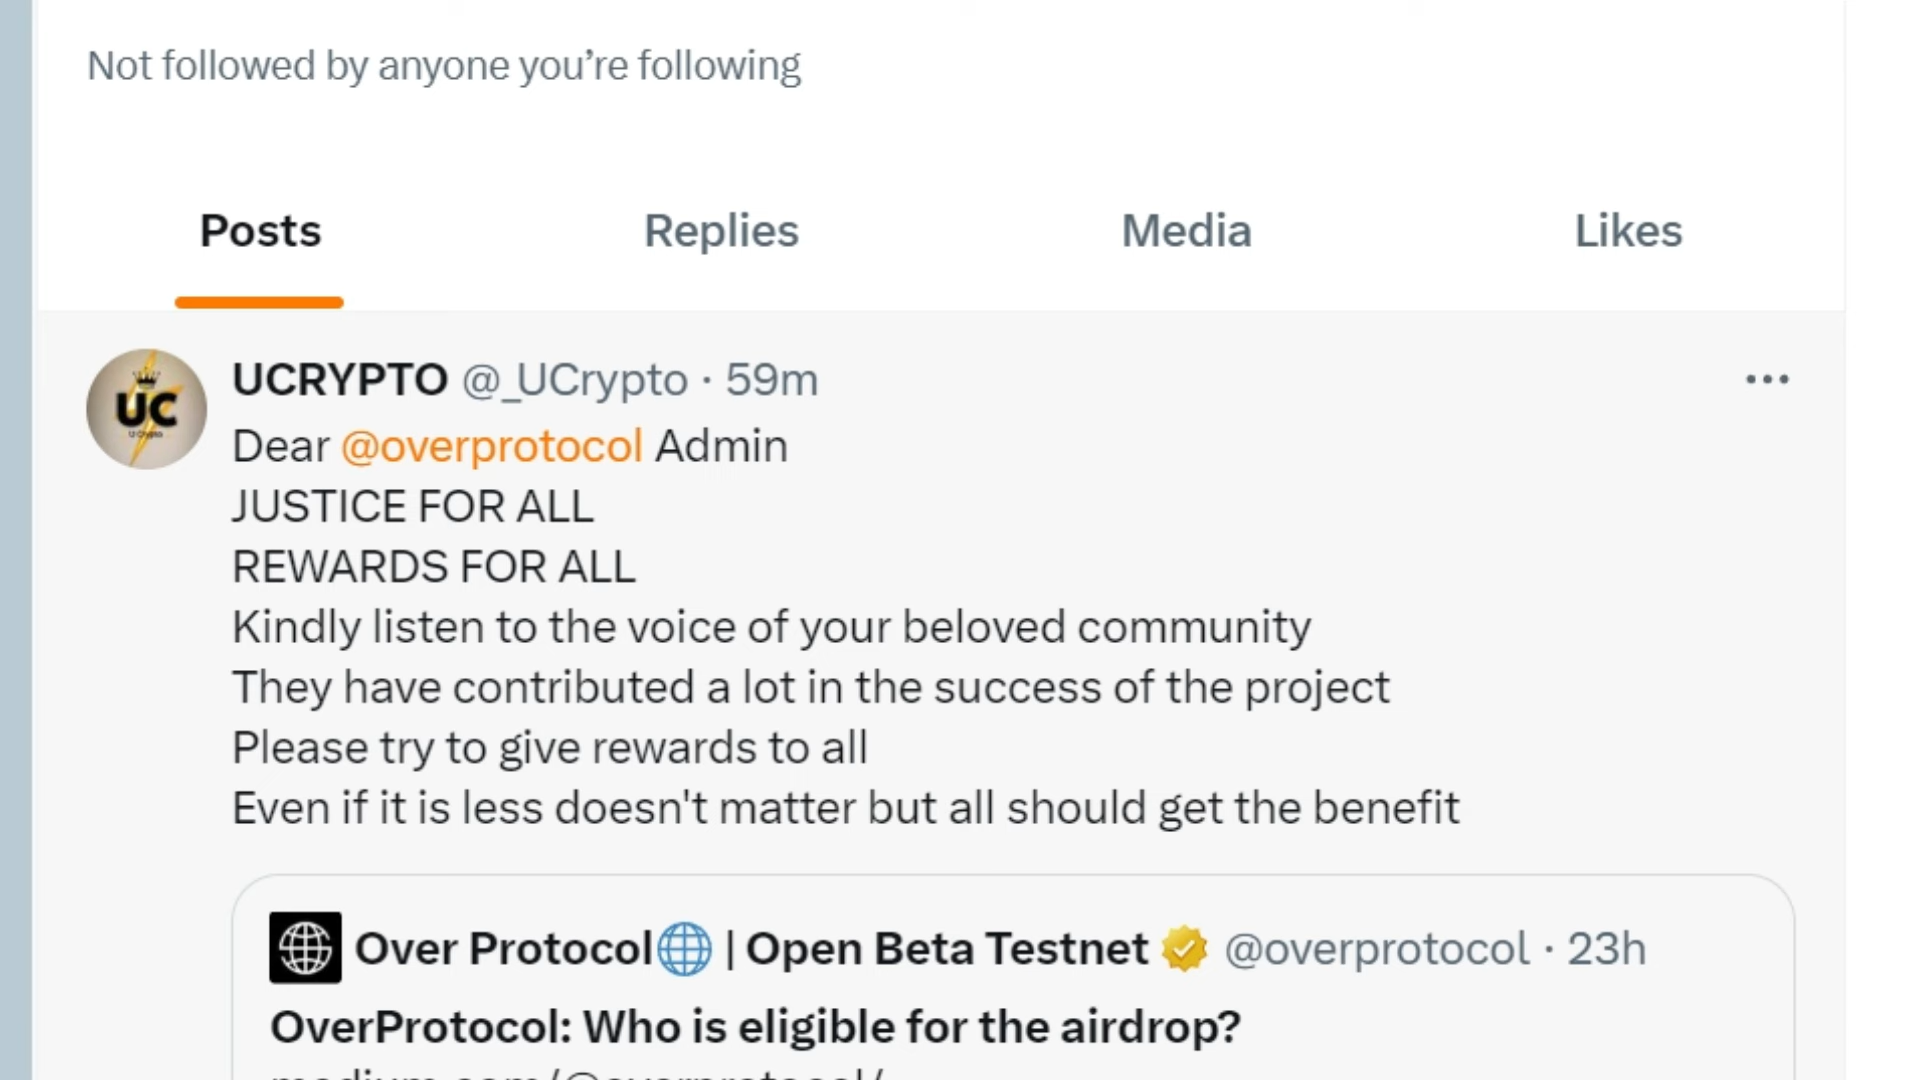 Not followed by anyone you’re following
Posts Replies Media Likes
UCRYPTO @_UCrypto · 59m
UC
Dear @overprotocol Admin
JUSTICE FOR ALL
REWARDS FOR ALL
Kindly listen to the voice of your beloved community
They have contributed a lot in the success of the project
Please try to give rewards to all
Even if it is less doesn't matter but all should get the benefit
Over Protocol🌐 | Open Beta Testnet @overprotocol · 23h
OverProtocol: Who is eligible for the airdrop?
medium.com/@overprotocol/